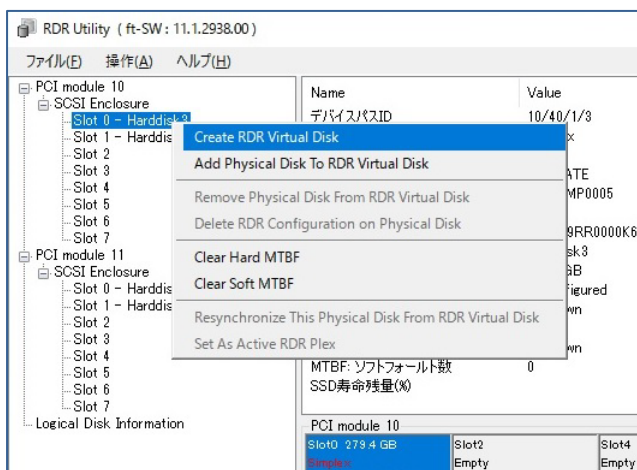 RDR Utility ( ft-SW : 11.1.2938.00 )
ファイル(F) 操作(A) ヘルプ(H)
PCI module 10
SCSI Enclosure
Slot 0 - Harddisk3
Slot 1 - Harddis
Slot 2
Slot 3
Slot 4
Slot 5
Slot 6
Slot 7
PCI module 11
SCSI Enclosure
Slot 0 - Harddis
Slot 1 - Harddis
Slot 2
Slot 3
Slot 4
Slot 5
Slot 6
Slot 7
Logical Disk Information
Create RDR Virtual Disk
Add Physical Disk To RDR Virtual Disk
Remove Physical Disk From RDR Virtual Disk
Delete RDR Configuration on Physical Disk
Clear Hard MTBF
Clear Soft MTBF
Resynchronize This Physical Disk From RDR Virtual Disk
Set As Active RDR Plex
Name Value
デバイスパスID 10/40/1/3
x
ATE
MP0005
9RR0000K6
sk3
GB
igured
wn
wn
MTBF: ソフトフォールト数 0
SSD寿命残量(%)
PCI module 10
Slot0 279.4 GB Slot2 Slot4
Simplex Empty Empty